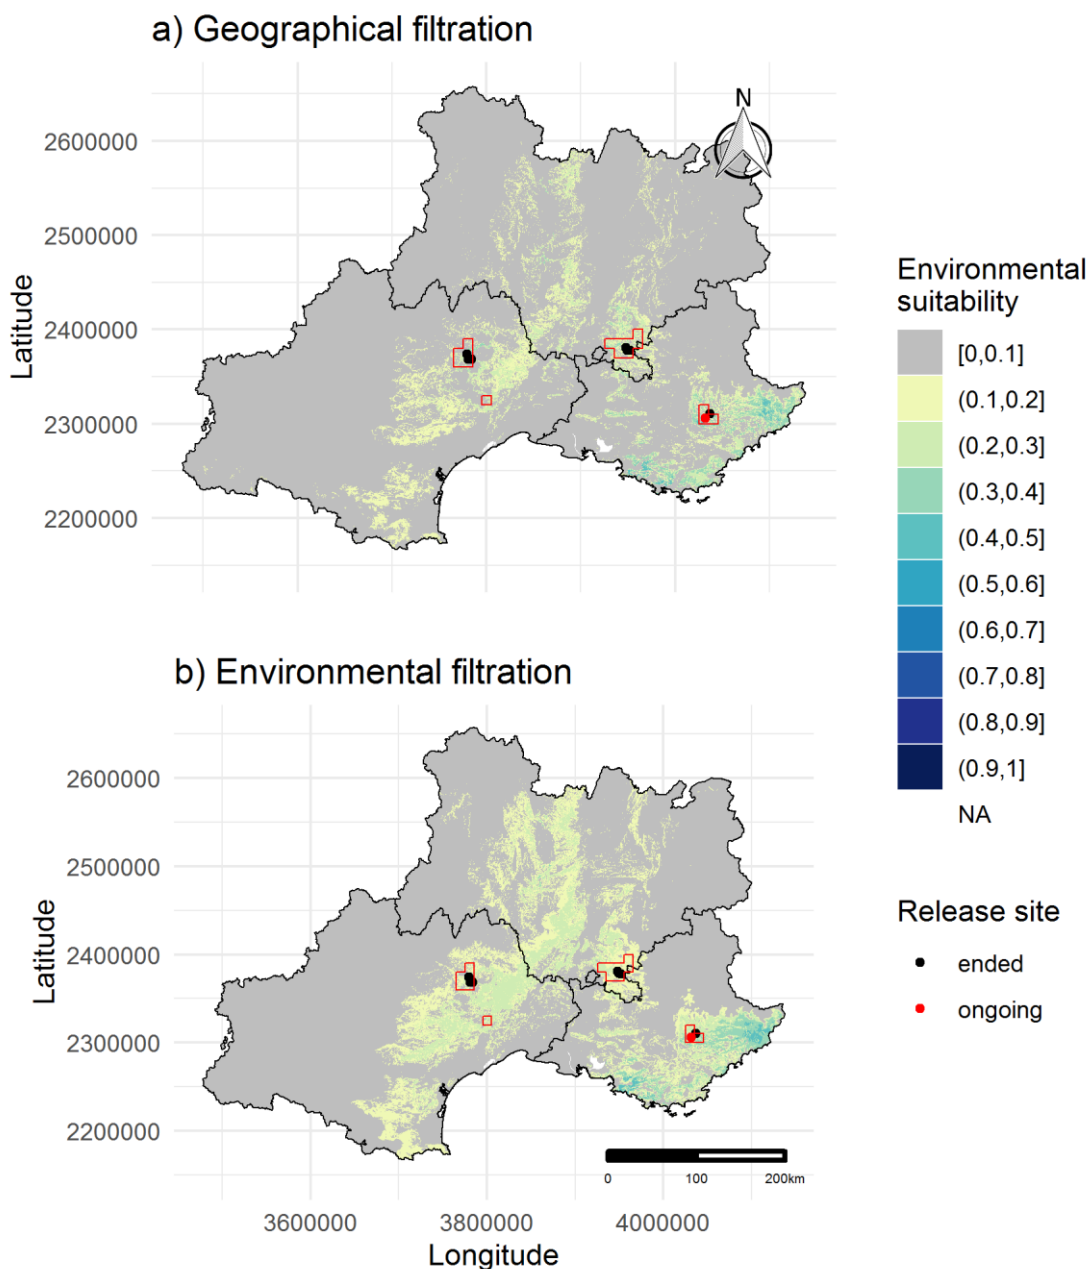 a) Geographical filtration
N
2600000
2500000
2400000
2300000
2200000
Latitude
Environmental
suitability
[0,0.1]
(0.1,0.2]
(0.2,0.3]
(0.3,0.4]
(0.4,0.5]
(0.5,0.6]
(0.6,0.7]
(0.7,0.8]
(0.8,0.9]
(0.9,1]
NA
Release site
ended
ongoing
b) Environmental filtration
2600000
2500000
2400000
2300000
2200000
Latitude
0 100 200km
3600000 3800000 4000000
Longitude